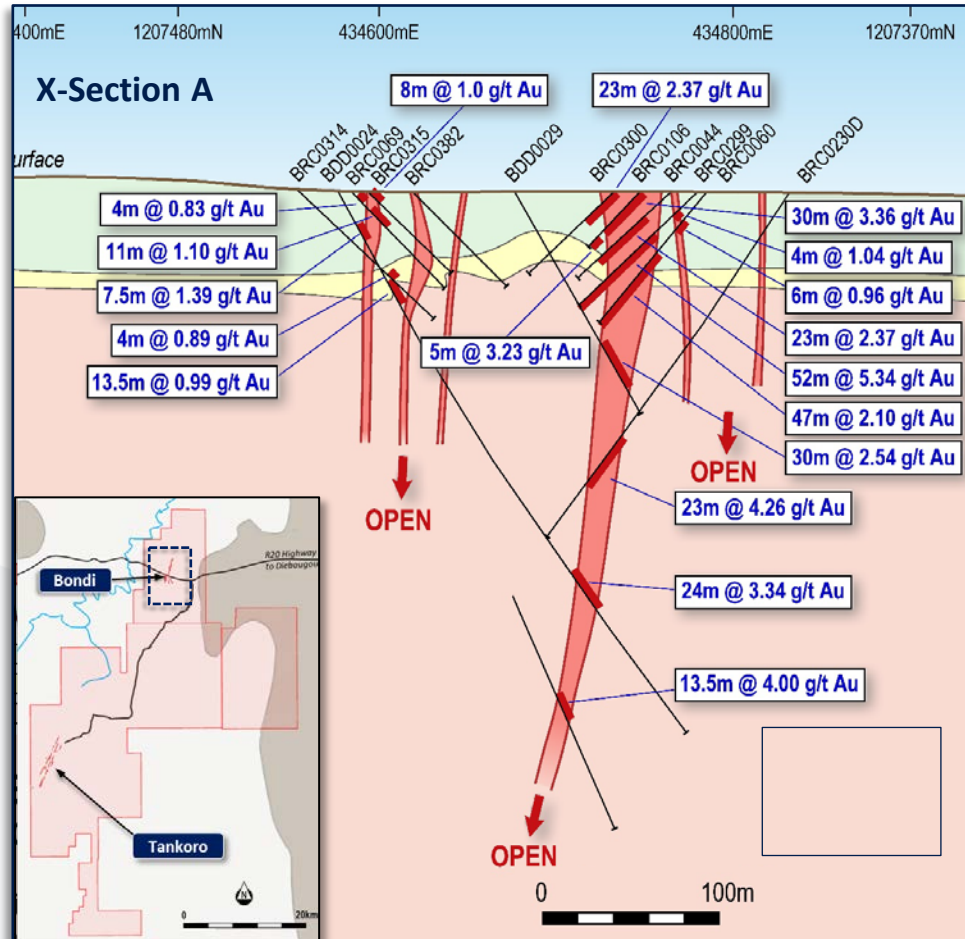 400mE
1207480mN
434600mE
434800mE
1207370mN
X-Section A
8m @ 1.0 g/t Au
23m @ 2.37 g/t Au
BRC0314
BDD0024
BRC0069
BRC0315
BRC0382
BDD0029
BRC0300
BRC0106
BRC0044
BRC0299
BRC0060
BRC0230D
urface
4m @ 0.83 g/t Au
11m @ 1.10 g/t Au
7.5m @ 1.39 g/t Au
4m @ 0.89 g/t Au
13.5m @ 0.99 g/t Au
5m @ 3.23 g/t Au
30m @ 3.36 g/t Au
4m @ 1.04 g/t Au
6m @ 0.96 g/t Au
23m @ 2.37 g/t Au
52m @ 5.34 g/t Au
47m @ 2.10 g/t Au
30m @ 2.54 g/t Au
OPEN
OPEN
23m @ 4.26 g/t Au
24m @ 3.34 g/t Au
13.5m @ 4.00 g/t Au
OPEN
0 100m
R20 Highway
to Diebougou
Bondi
Tankoro
N
0 20km